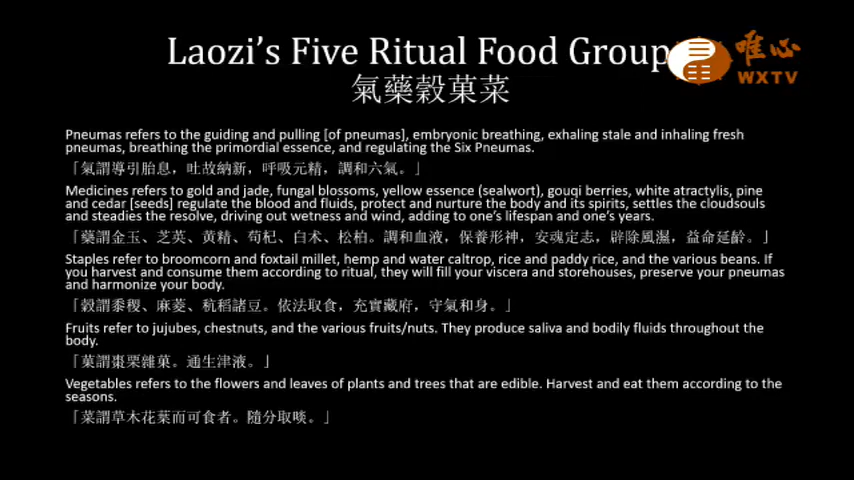 Laozi's Five Ritual Food Group
氣藥穀菓菜
唯心
WXTV
Pneumas refers to the guiding and pulling [of pneumas], embryonic breathing, exhaling stale and inhaling fresh
pneumas, breathing the primordial essence, and regulating the Six Pneumas.
「氣謂導引胎息，吐故納新，呼吸元精，調和六氣。」
Medicines refers to gold and jade, fungal blossoms, yellow essence (sealwort), gouqi berries, white atractylis, pine
and cedar [seeds] regulate the blood and fluids, protect and nurture the body and its spirits, settles the cloudsouls
and steadies the resolve, driving out wetness and wind, adding to one's lifespan and one's years.
「藥謂金玉、芝英、黃精、苟杞、白术、松柏。調和血液，保養形神，安魂定志，辟除風濕，益命延齡。」
Staples refer to broomcorn and foxtail millet, hemp and water caltrop, rice and paddy rice, and the various beans. If
you harvest and consume them according to ritual, they will fill your viscera and storehouses, preserve your pneumas
and harmonize your body.
「穀謂黍稷、麻菱、秔稻諸豆。依法取食，充實藏府，守氣和身。」
Fruits refer to jujubes, chestnuts, and the various fruits/nuts. They produce saliva and bodily fluids throughout the
body.
「菓謂棗栗雜菓。通生津液。」
Vegetables refers to the flowers and leaves of plants and trees that are edible. Harvest and eat them according to the
seasons.
「菜謂草木花葉而可食者。隨分取啖。」